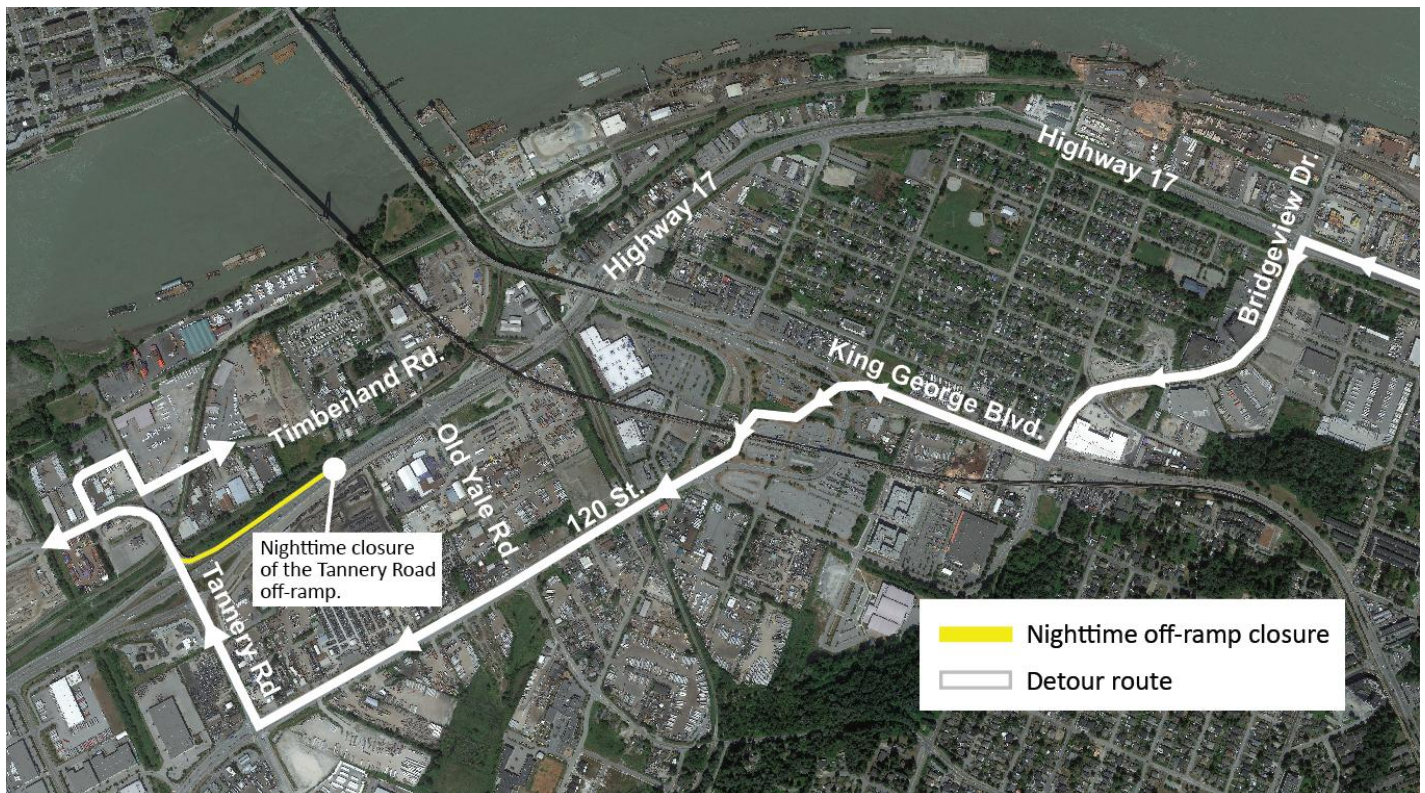 Highway 17
Highway 17
Bridgeview Dr.
King George Blvd.
Timberland Rd.
Old Yale Rd.
120 St.
Tannery Rd.
Nighttime closure
of the Tannery Road
off-ramp.
Nighttime off-ramp closure
Detour route